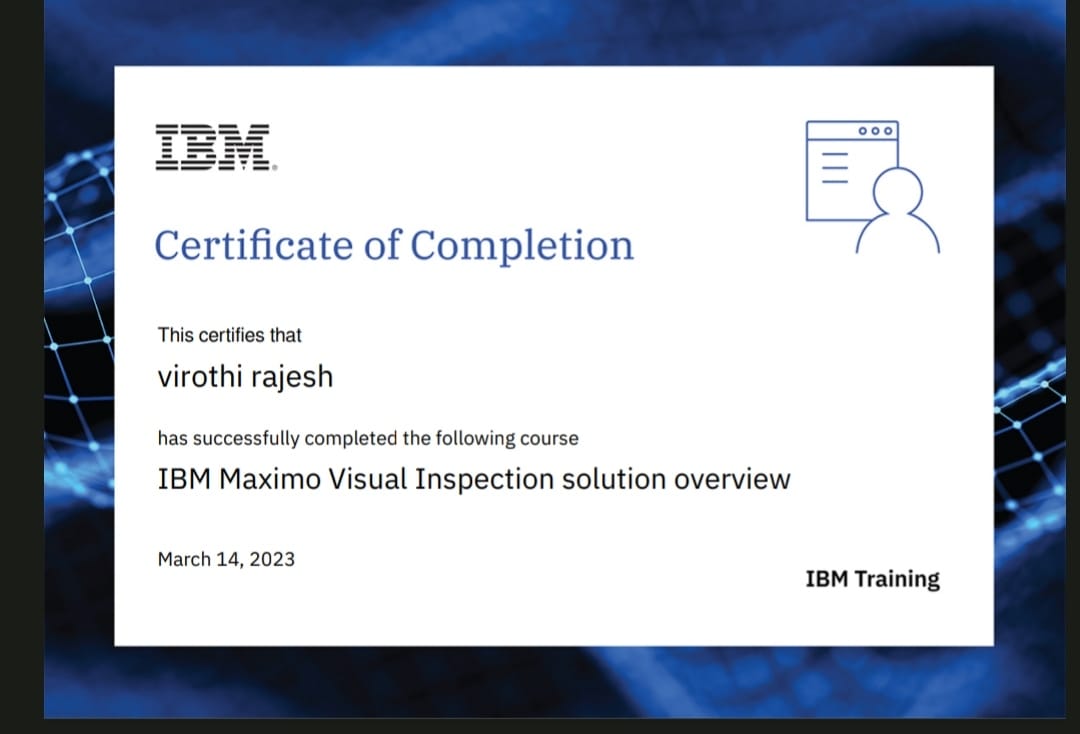 IBM®
Certificate of Completion
This certifies that
virothi rajesh
has successfully completed the following course
IBM Maximo Visual Inspection solution overview
March 14, 2023
IBM Training